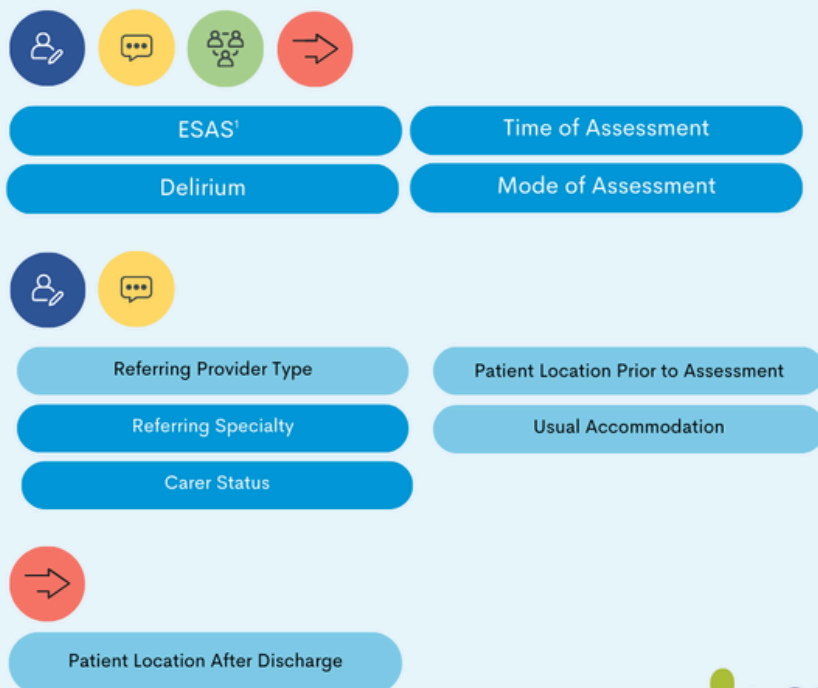 ESAS¹
Time of Assessment
Delirium
Mode of Assessment
Referring Provider Type
Patient Location Prior to Assessment
Referring Specialty
Usual Accommodation
Carer Status
Patient Location After Discharge